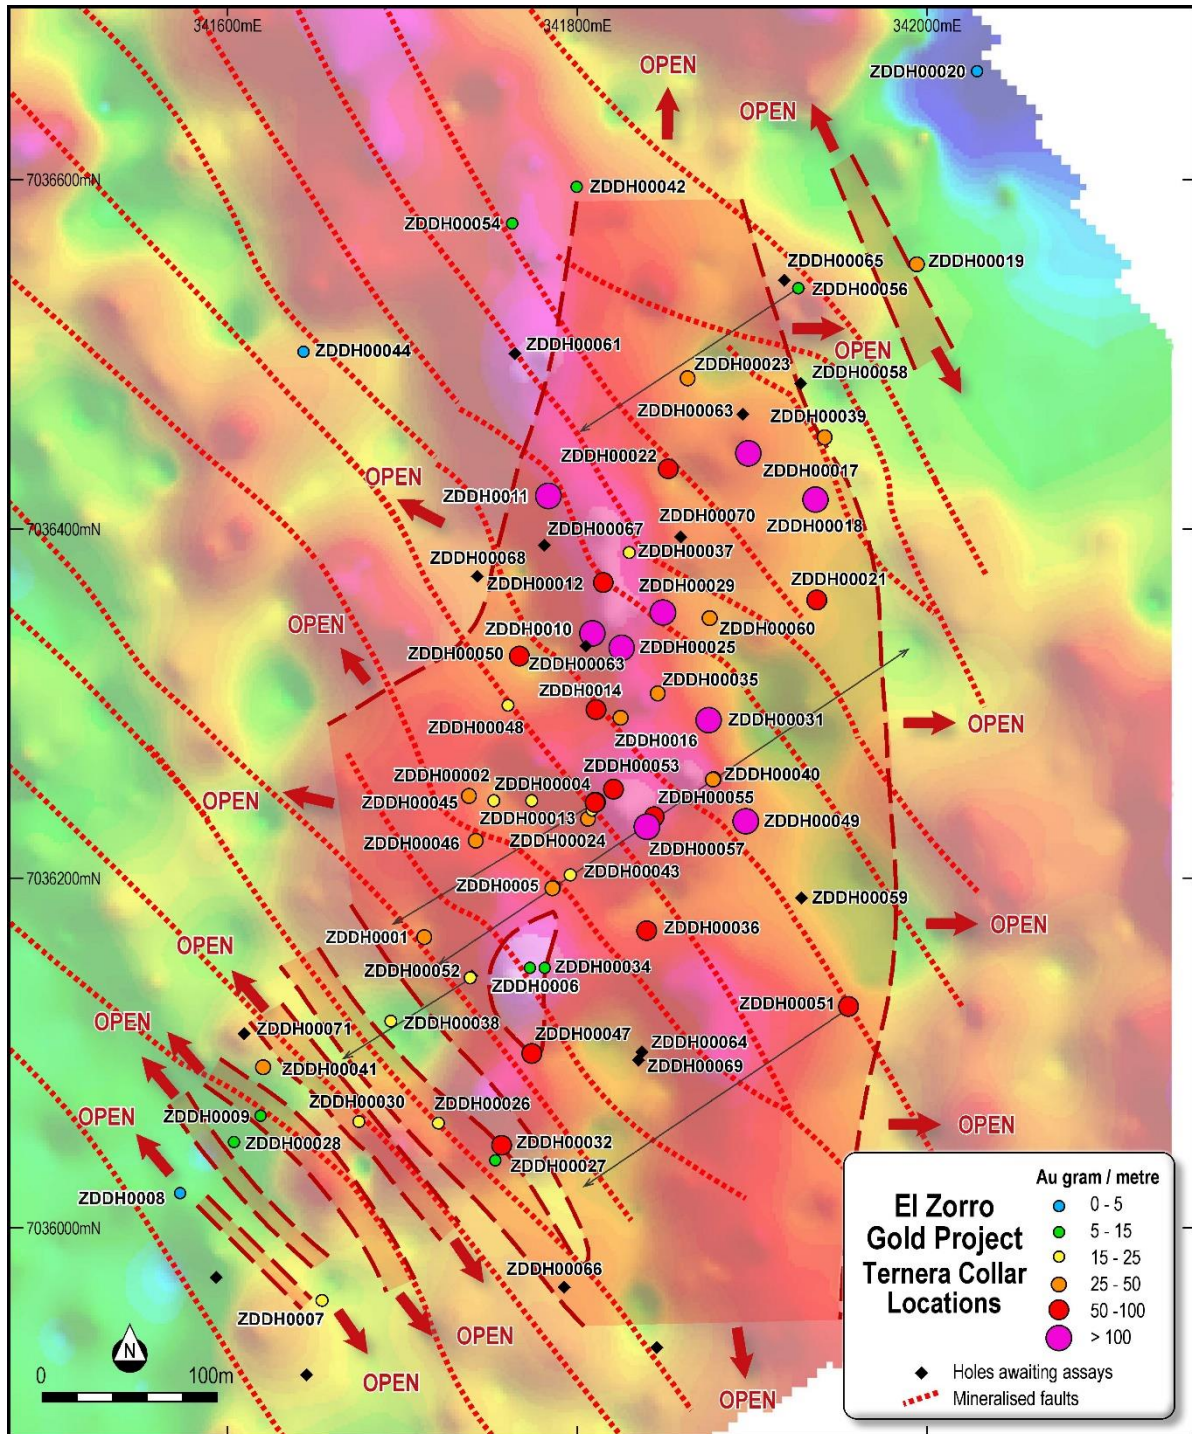 341600mE
341800mE
342000mE
OPEN
ZDDH00020
OPEN
7036600mN
ZDDH00042
ZDDH00054
ZDDH00065
ZDDH00019
ZDDH00056
ZDDH00061
OPEN
ZDDH00044
ZDDH00023
ZDDH00058
ZDDH00063
ZDDH00039
ZDDH00022
ZDDH00017
OPEN
ZDDH0011
ZDDH00070
ZDDH00018
7036400mN
ZDDH00067
ZDDH00068
ZDDH00037
ZDDH00012
ZDDH00029
ZDDH00021
OPEN
ZDDH0010
ZDDH00060
ZDDH00050
ZDDH00063
ZDDH00025
ZDDH0014
ZDDH00035
ZDDH00048
ZDDH00031
OPEN
ZDDH0016
ZDDH00053
ZDDH00002
ZDDH00004
ZDDH00040
OPEN
ZDDH00045
ZDDH00055
ZDDH00013
ZDDH00049
ZDDH00046
ZDDH00024
ZDDH00057
7036200mN
ZDDH00043
ZDDH0005
ZDDH00059
OPEN
ZDDH0001
ZDDH00036
OPEN
ZDDH00052
ZDDH00034
ZDDH0006
ZDDH00051
OPEN
ZDDH00038
ZDDH00071
ZDDH00047
ZDDH00064
ZDDH00069
ZDDH00041
OPEN
ZDDH0009
ZDDH00030
ZDDH00026
OPEN
ZDDH00028
ZDDH00032
ZDDH00027
ZDDH0008
7036000mN
ZDDH00066
ZDDH0007
OPEN
OPEN
OPEN
N
0
100m
El Zorro
Gold Project
Ternera Collar
Locations
Au gram / metre
0 - 5
5 - 15
15 - 25
25 - 50
50 -100
> 100
Holes awaiting assays
Mineralised faults